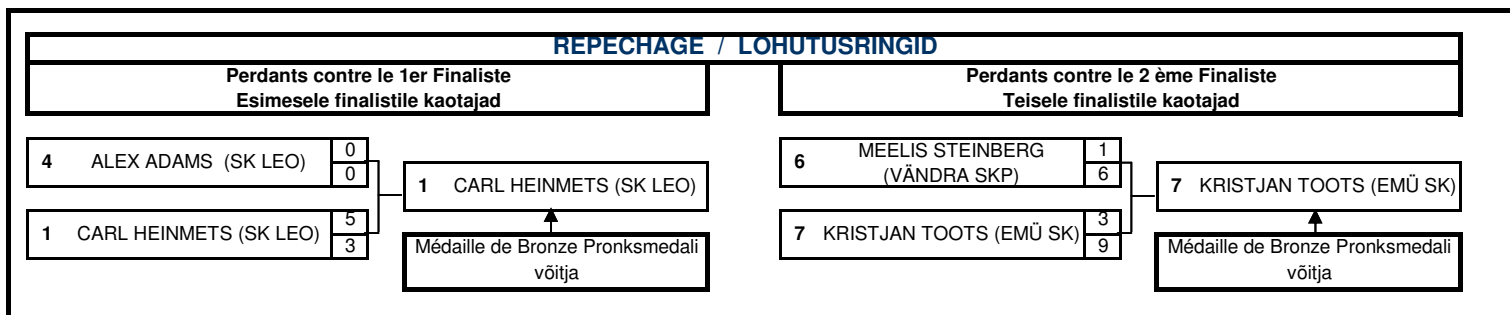 REPECHAGE / LOHUTUSRINGID
Perdants contre le 1er Finaliste
Esimesele finalistile kaotajad
Perdants contre le 2 ème Finaliste
Teisele finalistile kaotajad
4 ALEX ADAMS (SK LEO) 0
0
1 CARL HEINMETS (SK LEO) 5
3
1 CARL HEINMETS (SK LEO)
Médaille de Bronze Pronksmedali
võitja
6 MEELIS STEINBERG 1
(VÄNDRA SKP) 6
7 KRISTJAN TOOTS (EMÜ SK) 3
9
7 KRISTJAN TOOTS (EMÜ SK)
Médaille de Bronze Pronksmedali
võitja